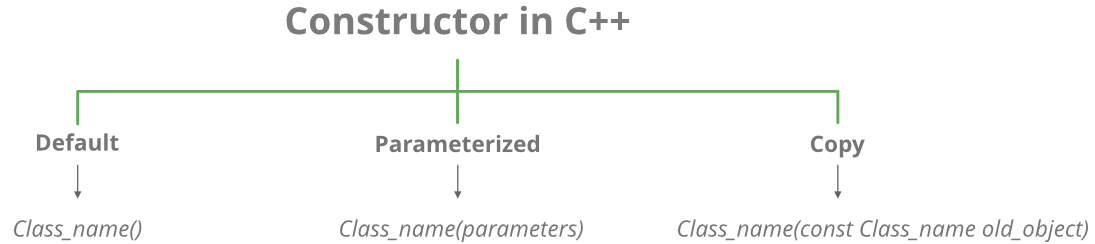 Constructor in C++
Default
Parameterized
Copy
Class_name()
Class_name(parameters)
Class_name(const Class_name old_object)